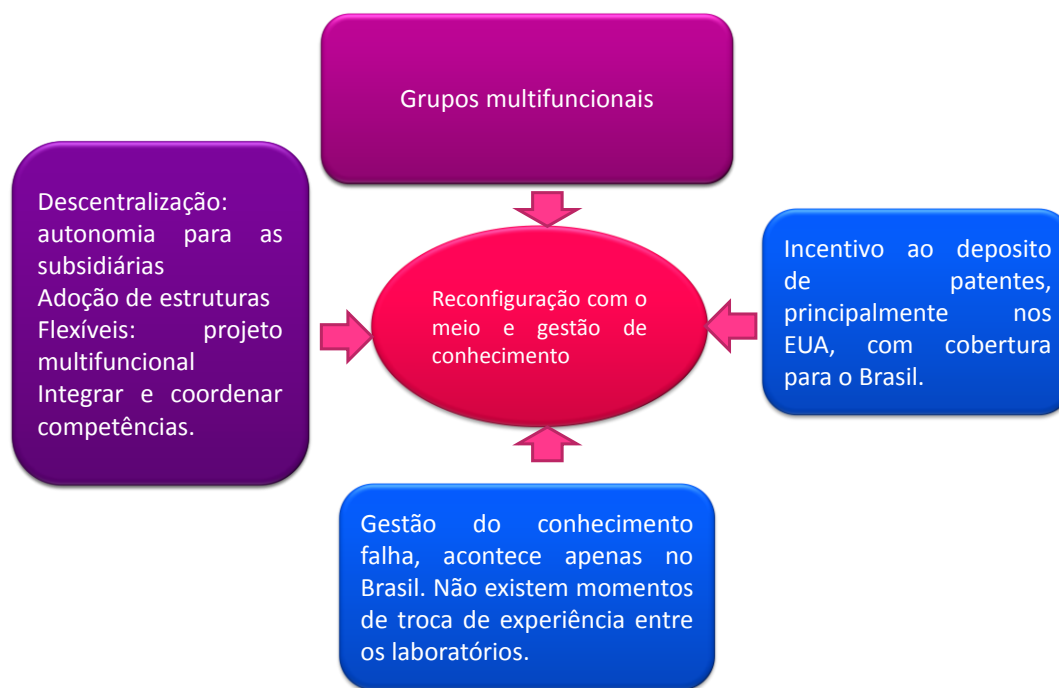 Grupos multifuncionais
Descentralização:
autonomia para as
subsidiárias
Adoção de estruturas
Flexíveis: projeto
multifuncional
Integrar e coordenar
competências.
Reconfiguração com o
meio e gestão de
conhecimento
Incentivo ao deposito
de patentes,
principalmente nos
EUA, com cobertura
para o Brasil.
Gestão do conhecimento
falha, acontece apenas no
Brasil. Não existem momentos
de troca de experiência entre
os laboratórios.